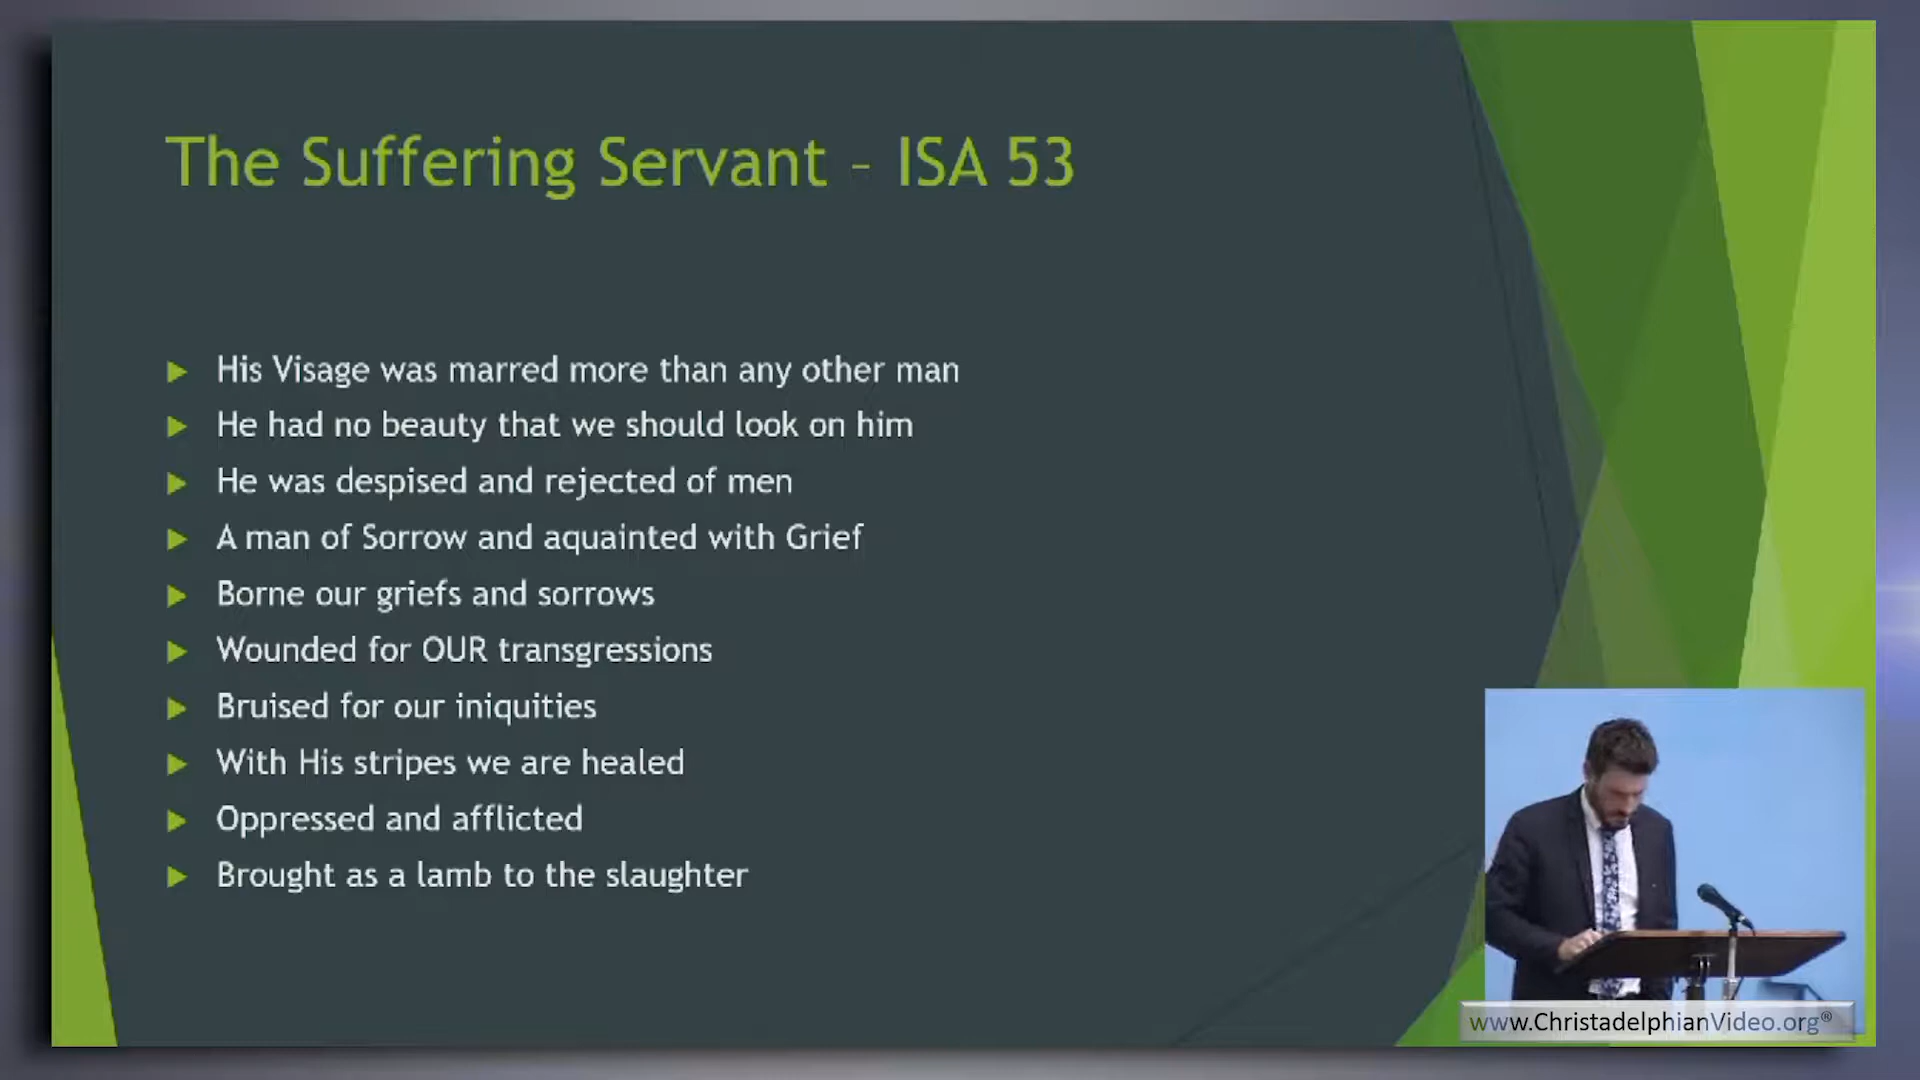 The Suffering Servant – ISA 53
His Visage was marred more than any other man
He had no beauty that we should look on him
He was despised and rejected of men
A man of Sorrow and aquainted with Grief
Borne our griefs and sorrows
Wounded for OUR transgressions
Bruised for our iniquities
With His stripes we are healed
Oppressed and afflicted
Brought as a lamb to the slaughter
www.ChristadelphianVideo.org®